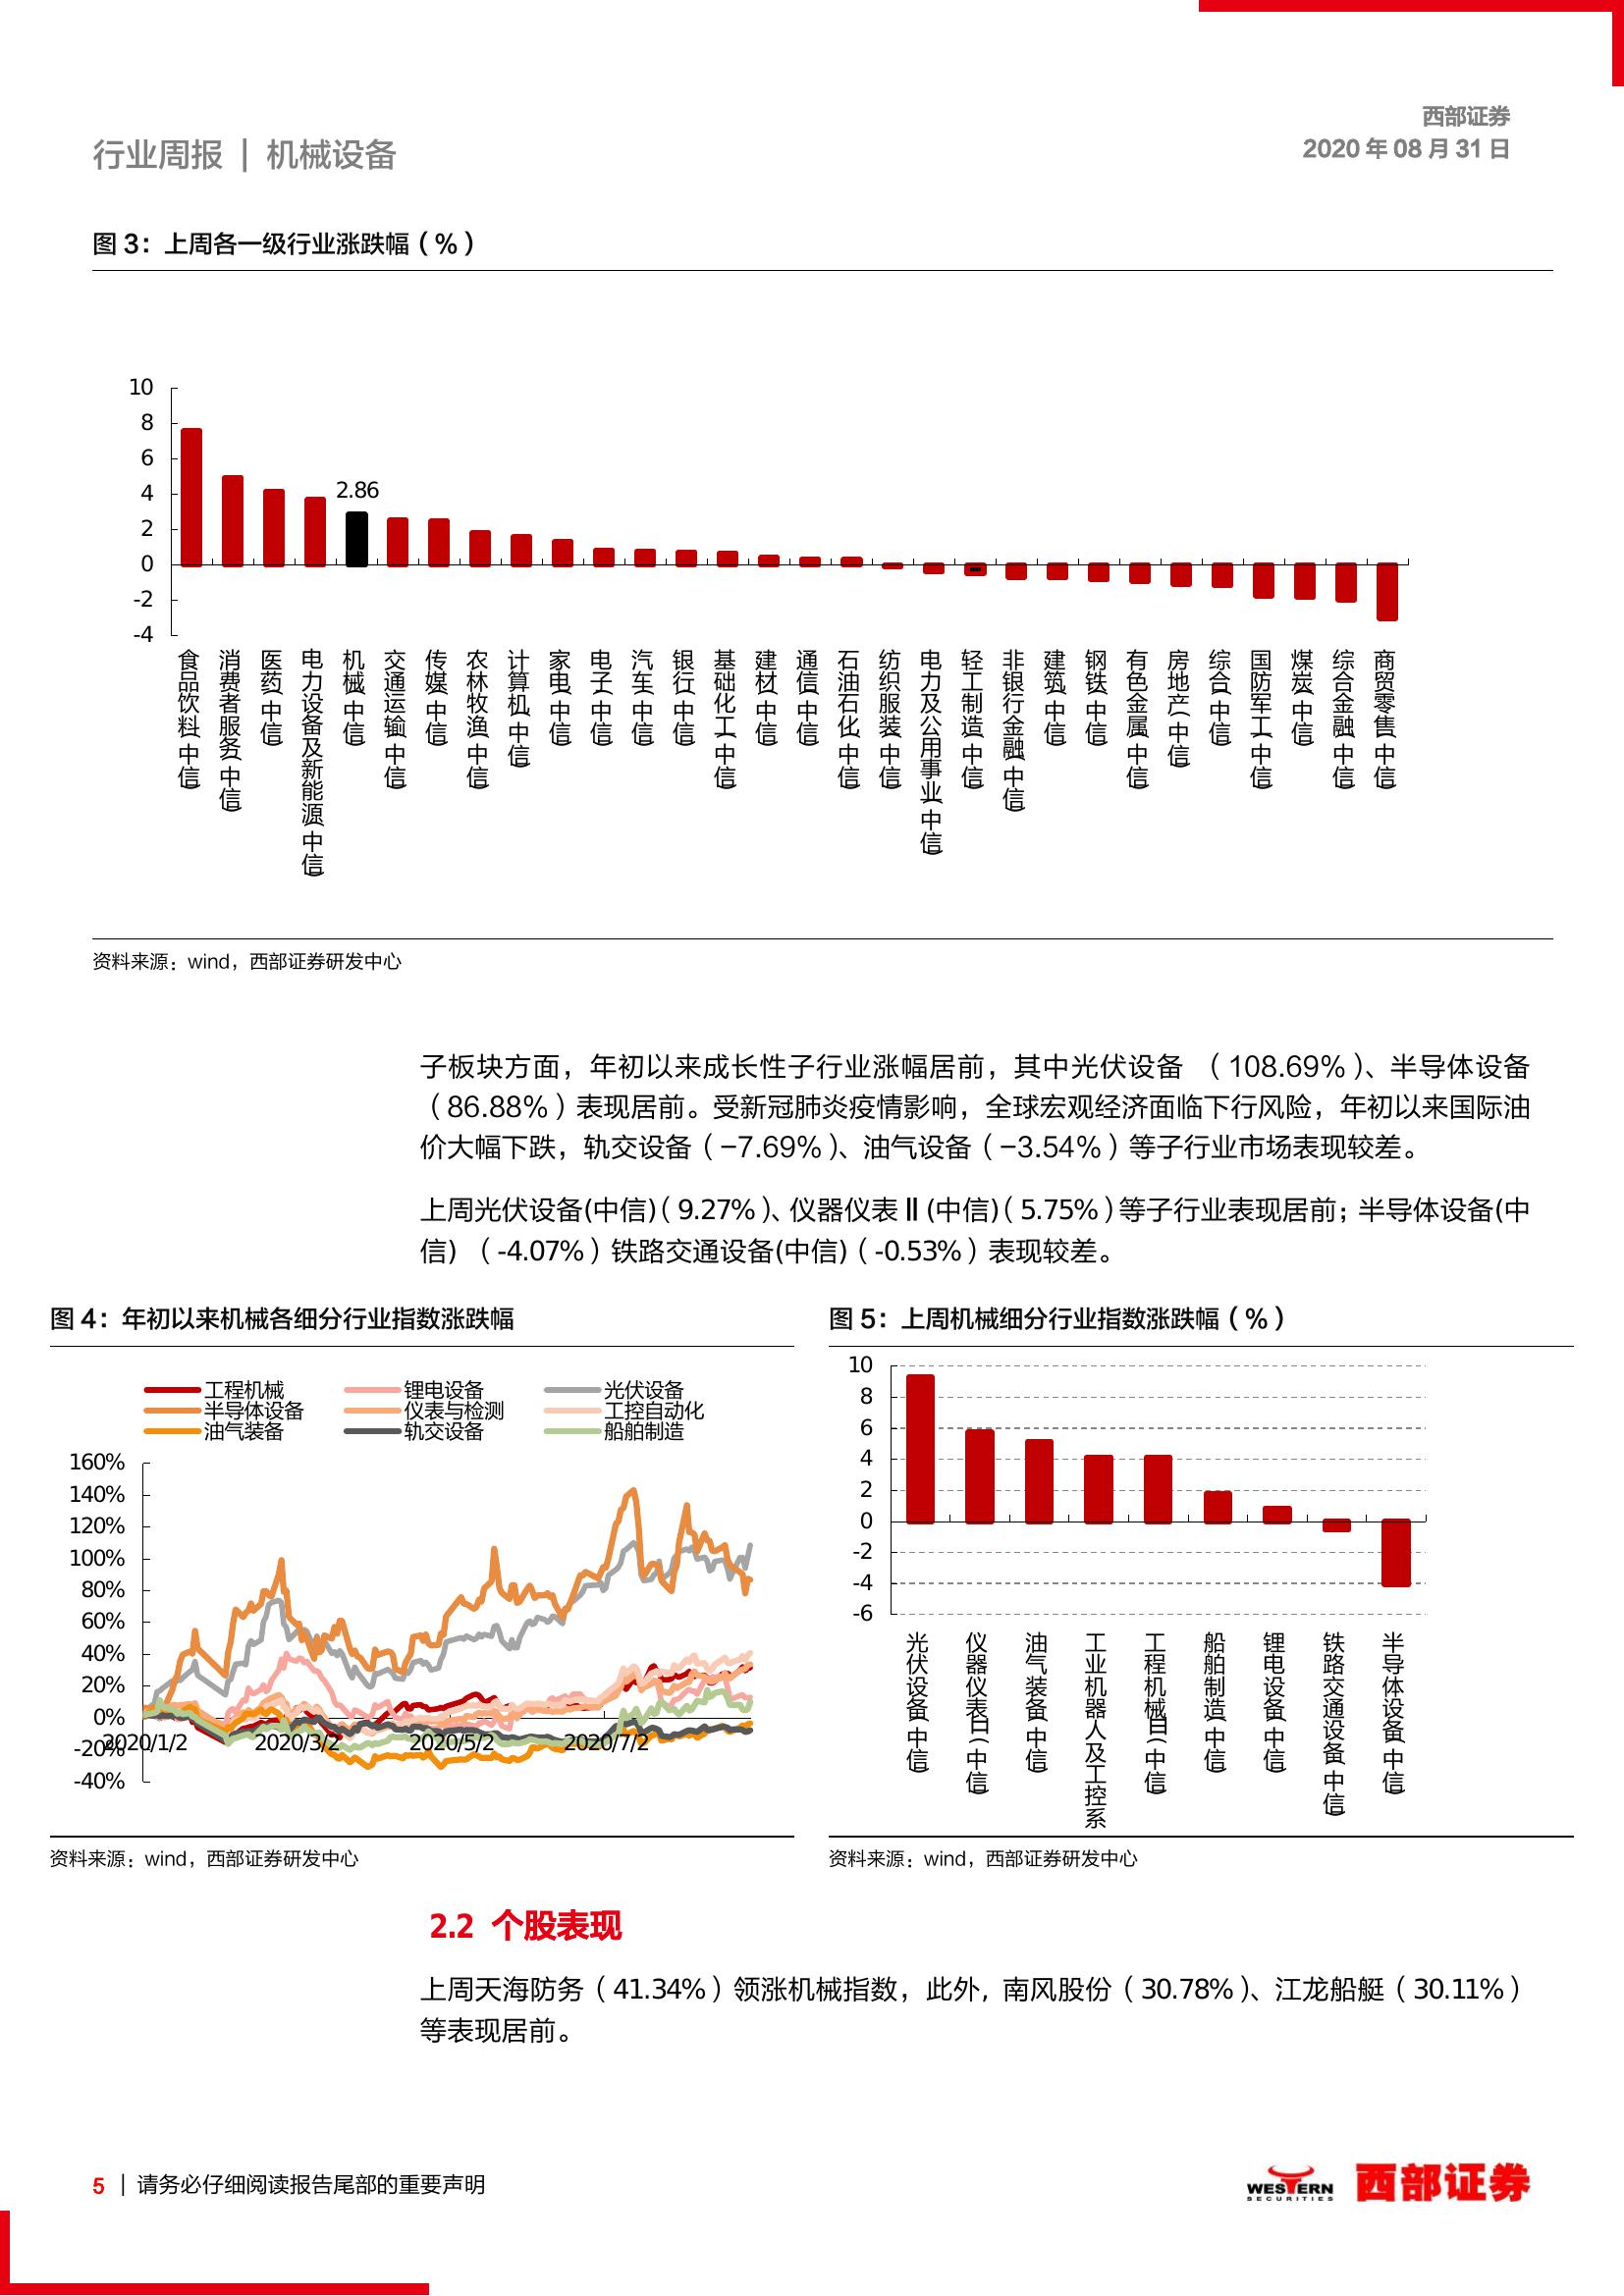 西部证券
行业周报 | 机械设备
2020 年 08 月 31 日
图 3：上周各一级行业涨跌幅（%）
10
8
6
4
2
0
-2
-4
2.86
食品饮料(中信)
消费者服务(中信)
医药(中信)
电力设备及新能源(中信)
机械(中信)
交通运输(中信)
传媒(中信)
农林牧渔(中信)
计算机(中信)
家电(中信)
电子(中信)
汽车(中信)
银行(中信)
基础化工(中信)
建材(中信)
通信(中信)
石油石化(中信)
纺织服装(中信)
电力及公用事业(中信)
轻工制造(中信)
非银行金融(中信)
建筑(中信)
钢铁(中信)
有色金属(中信)
房地产(中信)
综合(中信)
国防军工(中信)
煤炭(中信)
综合金融(中信)
商贸零售(中信)
资料来源：wind，西部证券研发中心
子板块方面，年初以来成长性子行业涨幅居前，其中光伏设备 （108.69%）、半导体设备
（86.88%）表现居前。受新冠肺炎疫情影响，全球宏观经济面临下行风险，年初以来国际油
价大幅下跌，轨交设备（−7.69%）、油气设备（−3.54%）等子行业市场表现较差。
上周光伏设备(中信)（9.27%）、仪器仪表Ⅱ(中信)（5.75%）等子行业表现居前；半导体设备(中
信) （-4.07%）铁路交通设备(中信)（-0.53%）表现较差。
图 4：年初以来机械各细分行业指数涨跌幅
工程机械
锂电设备
光伏设备
半导体设备
仪表与检测
工控自动化
油气装备
轨交设备
船舶制造
160%
140%
120%
100%
80%
60%
40%
20%
0%
-20%
-40%
2020/1/2
2020/3/2
2020/5/2
2020/7/2
资料来源：wind，西部证券研发中心
图 5：上周机械细分行业指数涨跌幅（%）
10
8
6
4
2
0
-2
-4
-6
光伏设备(中信)
仪器仪表Ⅱ(中信)
油气装备(中信)
工业机器人及工控系
工程机械Ⅱ(中信)
船舶制造(中信)
锂电设备(中信)
铁路交通设备(中信)
半导体设备(中信)
资料来源：wind，西部证券研发中心
2.2 个股表现
上周天海防务（41.34%）领涨机械指数，此外，南风股份（30.78%）、江龙船艇（30.11%）
等表现居前。
5 | 请务必仔细阅读报告尾部的重要声明
WESTERN
SECURITIES
西部证券